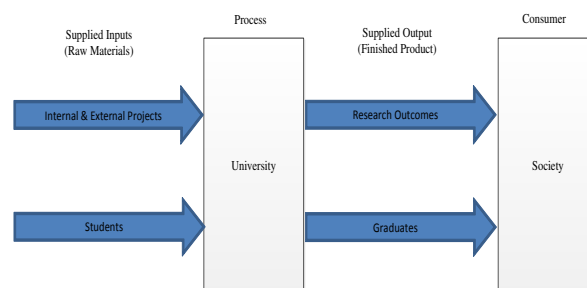 Supplied Inputs
(Raw Materials)
Process
Supplied Output
(Finished Product)
Consumer
Internal & External Projects
Research Outcomes
University
Society
Students
Graduates